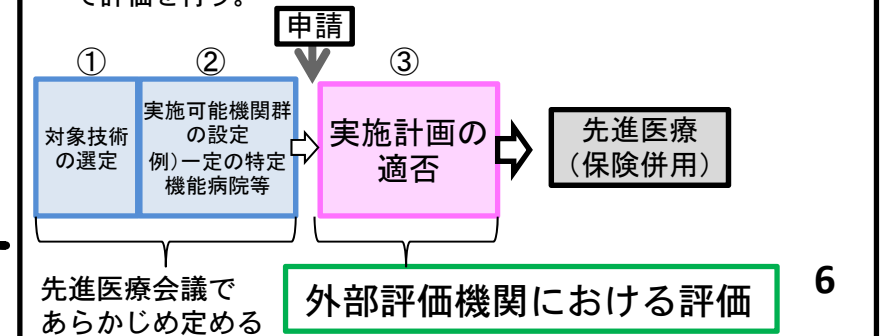 て評価を行う。
申請
① ② ③
対象技術
の選定
実施可能機関群
の設定
例)一定の特定
機能病院等
実施計画の
適否
先進医療
（保険併用）
先進医療会議で
あらかじめ定める
外部評価機関における評価
6